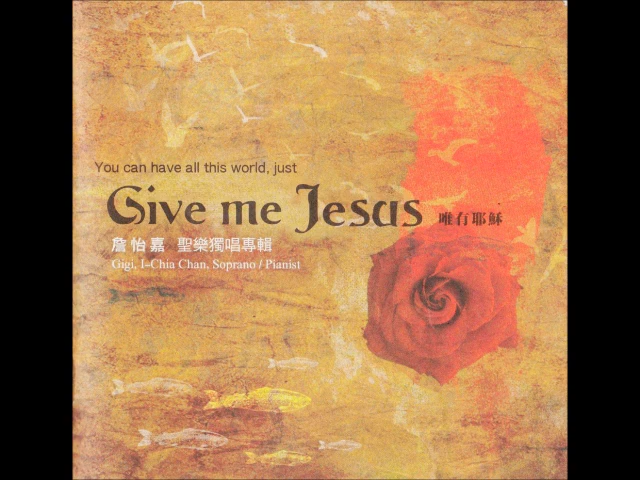 You can have all this world, just
Give me Jesus 唯有耶穌
詹怡嘉 聖樂獨唱專輯
Gigi, I-Chia Chan, Soprano / Pianist